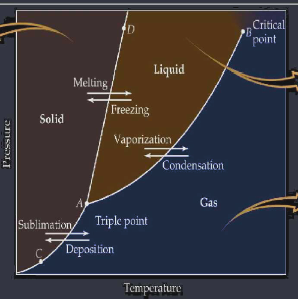 D
B
Critical
point
Liquid
Melting
Freezing
Solid
Vaporization
Condensation
Pressure
A
Gas
Triple point
Sublimation
Deposition
C
Temperature